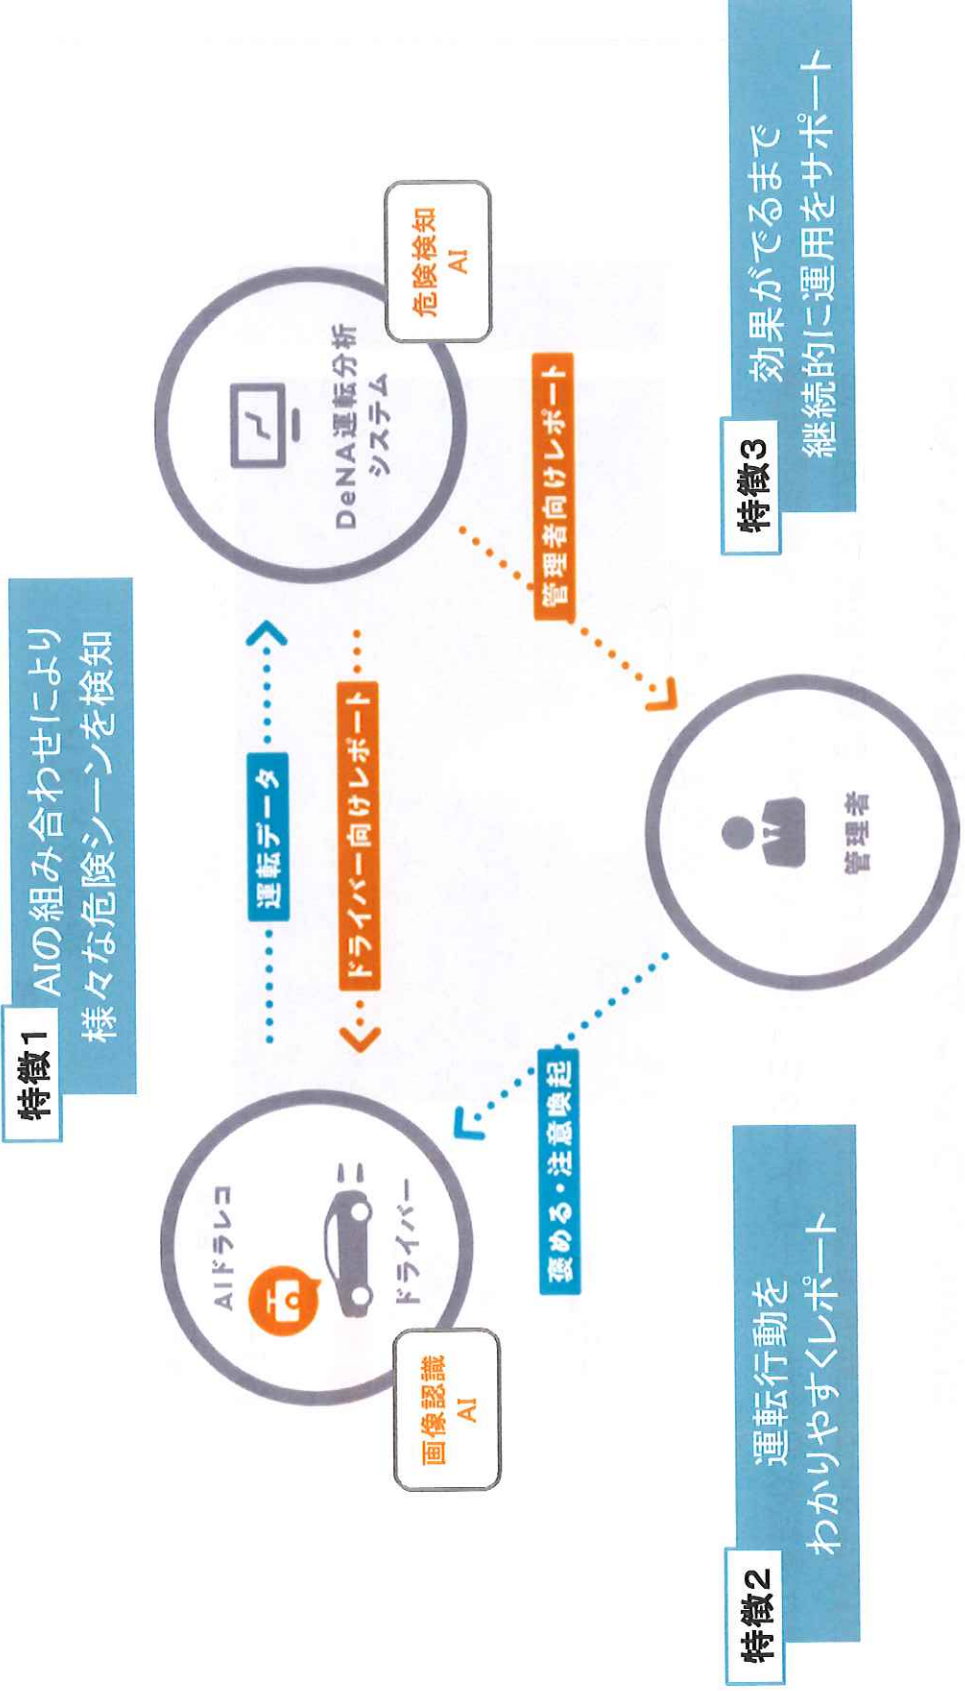 特徴1
AIの組み合わせにより
様々な危険シーンを検知
AIドラレコ
ドライバー
画像認識
AI
運転データ
ドライバー向けレポート
DeNA運転分析
システム
危険検知
AI
褒める・注意喚起
管理者向けレポート
管理者
特徴2
運転行動を
わかりやすくレポート
特徴3
効果がでるまで
継続的に運用をサポート